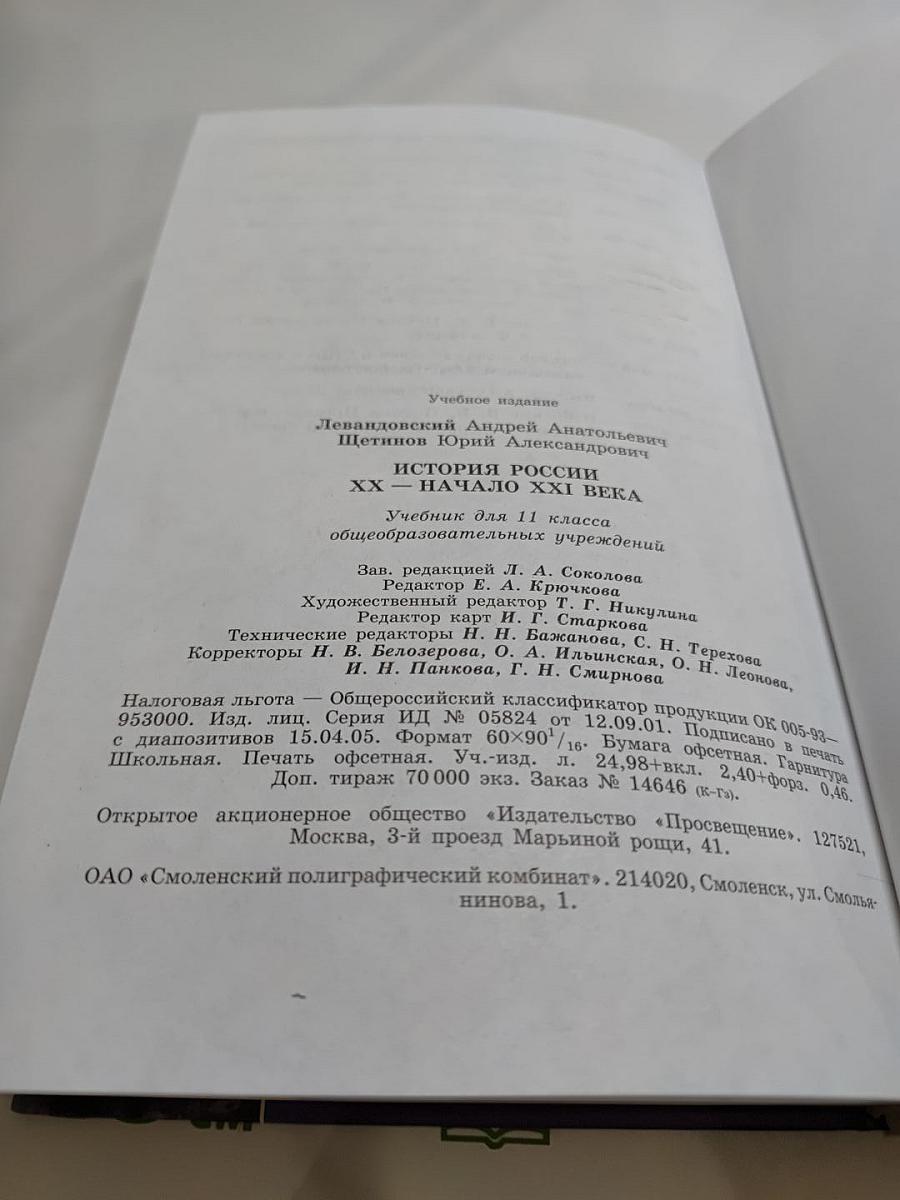 Учебное издание
Левандовский Андрей Анатольевич
Щетинов Юрий Александрович
ИСТОРИЯ РОССИИ
XX — НАЧАЛО XXI ВЕКА
Учебник для 11 класса
общеобразовательных учреждений
Зав. редакцией Л. А. Соколова
Редактор Е. А. Крючкова
Художественный редактор Т. Г. Никулина
Редактор карт И. Г. Старкова
Технические редакторы Н. Н. Бажанова, С. Н. Терехова
Корректоры Н. В. Белозерова, О. А. Ильинская, О. Н. Леонова,
И. Н. Панкова, Г. Н. Смирнова
Налоговая льгота — Общероссийский классификатор продукции ОК 005-93—
953000. Изд. лиц. Серия ИД № 05824 от 12.09.01. Подписано в печать
с диапозитивов 15.04.05. Формат 60×90¹/₁₆. Бумага офсетная. Гарнитура
Школьная. Печать офсетная. Уч.-изд. л. 24,98+вкл. 2,40+форз. 0,46.
Доп. тираж 70 000 экз. Заказ № 14646 (к-гз).
Открытое акционерное общество «Издательство «Просвещение». 127521,
Москва, 3-й проезд Марьиной рощи, 41.
ОАО «Смоленский полиграфический комбинат». 214020, Смоленск, ул. Смолья-
нинова, 1.